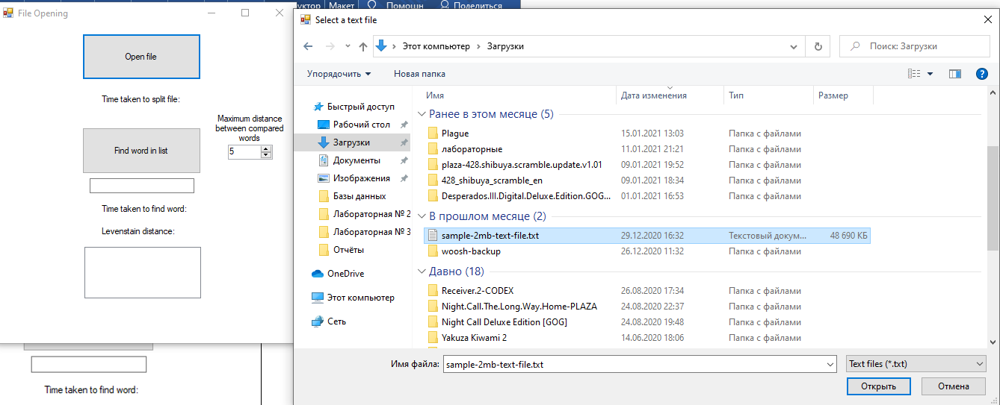 уктор
Макет
Помощн
Поделиться
File Opening
Open file
Time taken to split file:
Maximum distance
between compared
words
5
Find word in list
Time taken to find word:
Levenstain distance:
Time taken to find word:
Select a text file
Этот компьютер
Загрузки
Поиск: Загрузки
Упорядочить
Новая папка
Быстрый доступ
Рабочий стол
Загрузки
Документы
Изображения
Базы данных
Лабораторная № 2
Лабораторная № 3
Отчёты
OneDrive
Этот компьютер
Сеть
Имя Дата изменения Тип Размер
Ранее в этом месяце (5)
Plague 15.01.2021 13:03 Папка с файлами
лабораторные 11.01.2021 21:21 Папка с файлами
plaza-428.shibuya.scramble.update.v1.01 09.01.2021 19:52 Папка с файлами
428_shibuya_scramble_en 09.01.2021 18:34 Папка с файлами
Desperados.III.Digital.Deluxe.Edition.GOG... 01.01.2021 16:53 Папка с файлами
В прошлом месяце (2)
sample-2mb-text-file.txt 29.12.2020 16:32 Текстовый докум... 48 690 КБ
woosh-backup 26.12.2020 11:32 Папка с файлами
Давно (18)
Receiver.2-CODEX 26.08.2020 17:34 Папка с файлами
Night.Call.The.Long.Way.Home-PLAZA 24.08.2020 22:37 Папка с файлами
Night Call Deluxe Edition [GOG] 24.08.2020 19:48 Папка с файлами
Yakuza Kiwami 2 14.06.2020 18:06 Папка с файлами
Имя файла: sample-2mb-text-file.txt
Text files (*.txt)
Открыть
Отмена